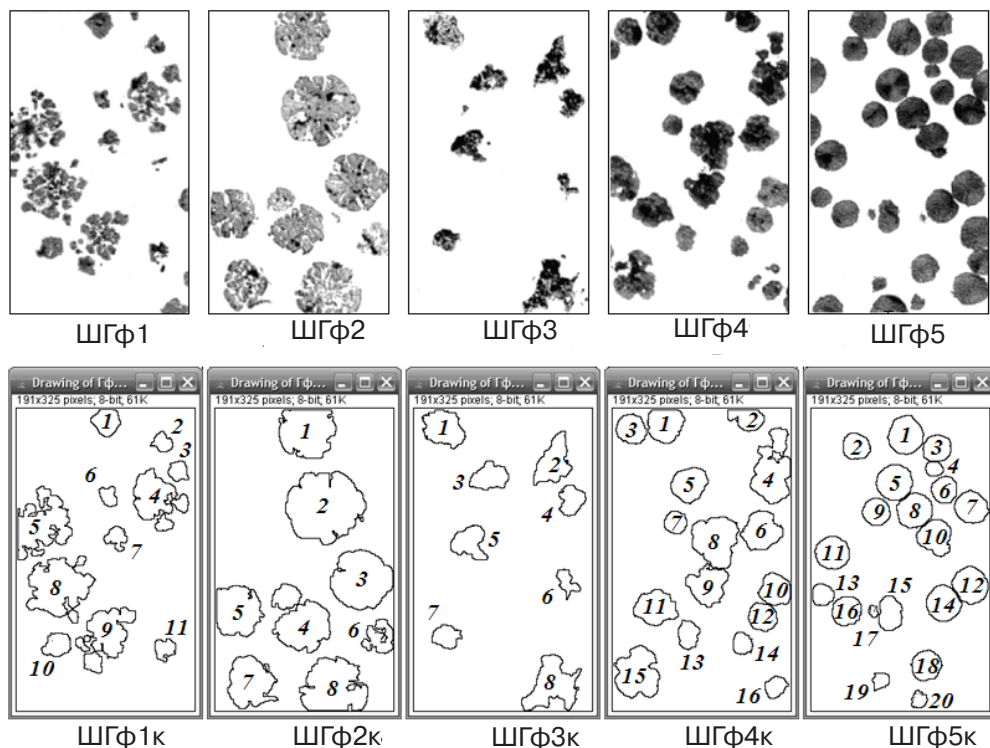 ШГф1 ШГф2 ШГф3 ШГф4 ШГф5
Drawing of Гф... Drawing of Гф... Drawing of Гф... Drawing of Гф... Drawing of Гф...
191x325 pixels; 8-bit; 61K 191x325 pixels; 8-bit; 61K 191x325 pixels; 8-bit; 61K 191x325 pixels; 8-bit; 61K 191x325 pixels; 8-bit; 61K
1 2 3 6 4 5 7 8 9 10 11
1 2 3 5 4 6 7 8
1 2 3 4 5 6 7 8
3 1 2 4 5 7 6 8 9 10 11 12 13 14 15 16
1 2 3 4 5 6 7 9 8 10 11 13 15 12 16 14 17 18 19 20
ШГф1к ШГф2к ШГф3к ШГф4к ШГф5к